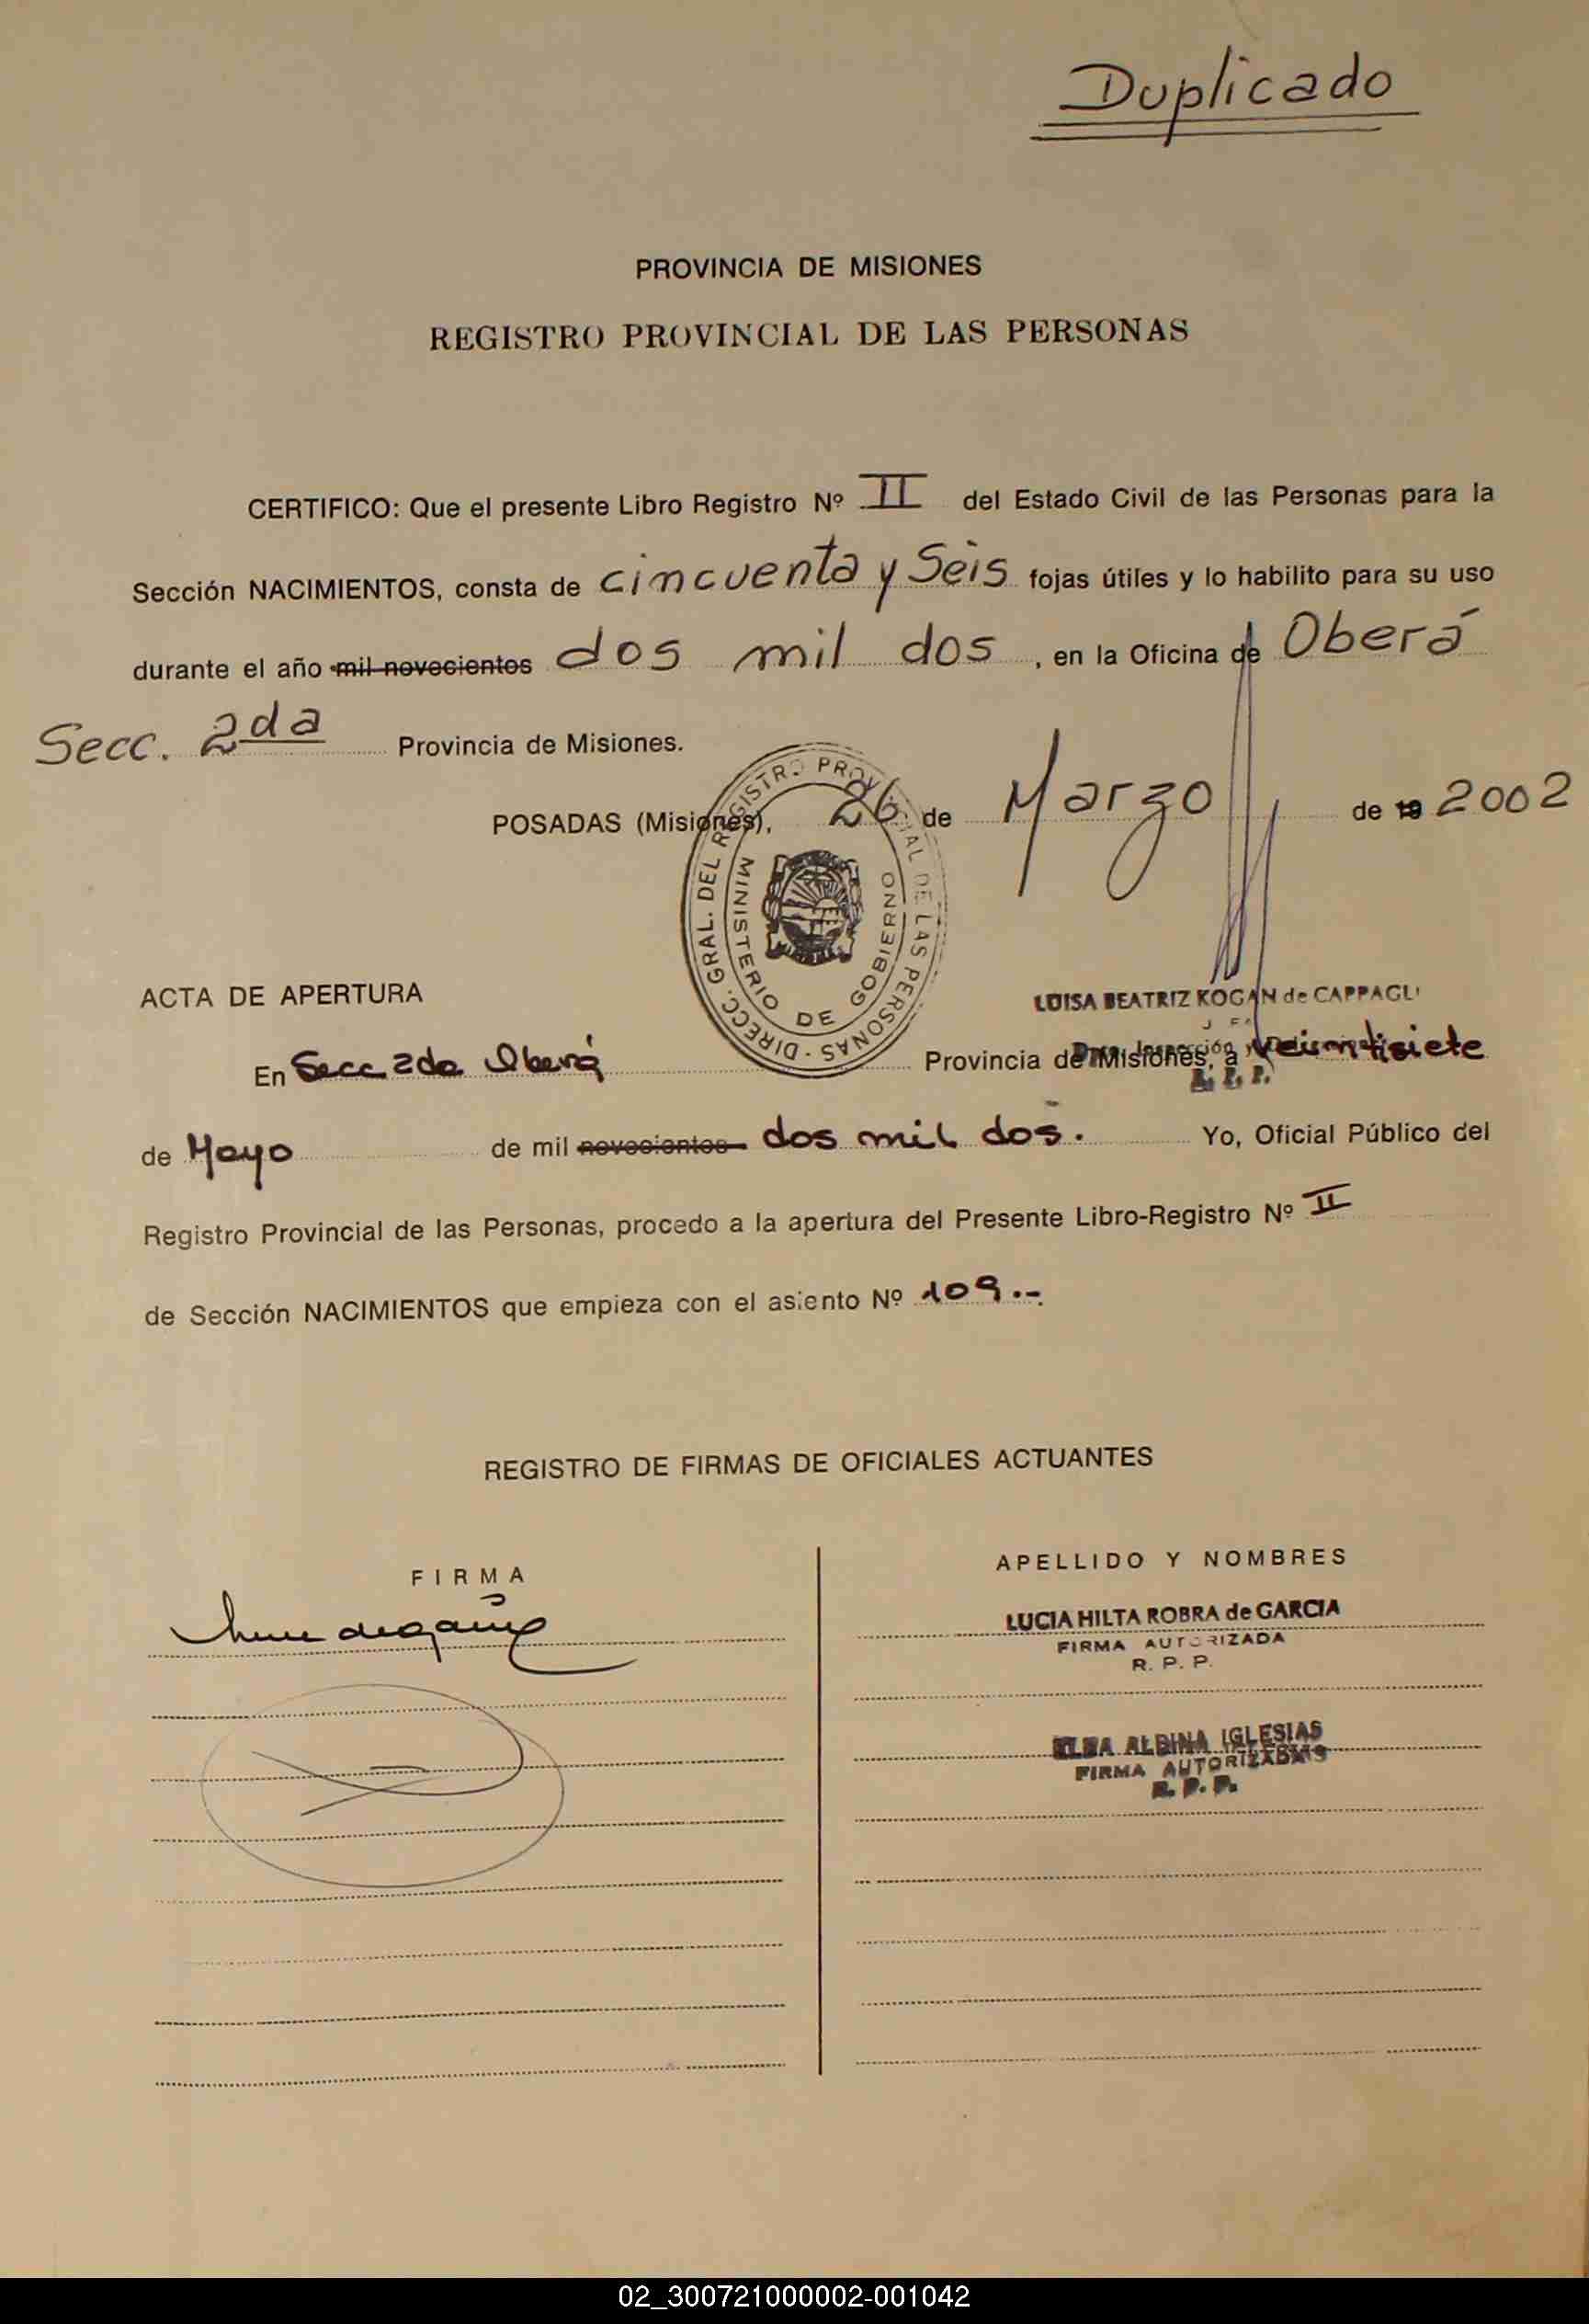 Duplicado
PROVINCIA DE MISIONES
REGISTRO PROVINCIAL DE LAS PERSONAS
CERTIFICO: Que el presente Libro Registro Nº II del Estado Civil de las Personas para la
Sección NACIMIENTOS, consta de cincuenta y Seis fojas útiles y lo habilito para su uso
durante el año mil novecientos dos mil dos, en la Oficina de Oberá
Secc. 2da Provincia de Misiones.
POSADAS (Misiones), 26 de Marzo de 19 2002
DIRECC. GRAL. DEL REGISTRO PROVINCIAL DE LAS PERSONAS
MINISTERIO DE GOBIERNO
LUISA BEATRIZ KOGAN de CAPPAGLI
ACTA DE APERTURA
Inspección
R. P. P.
En Secc 2da Oberá Provincia de Misiones, a veintisiete
de Mayo de mil novecientos dos mil dos. Yo, Oficial Público del
Registro Provincial de las Personas, procedo a la apertura del Presente Libro-Registro Nº II
de Sección NACIMIENTOS que empieza con el asiento Nº 109.-
REGISTRO DE FIRMAS DE OFICIALES ACTUANTES
FIRMA
APELLIDO Y NOMBRES
LUCIA HILTA ROBRA de GARCIA
FIRMA AUTORIZADA
R. P. P.
ELBA ALBINA IGLESIAS
FIRMA AUTORIZADA
R. P. P.
02_300721000002-001042